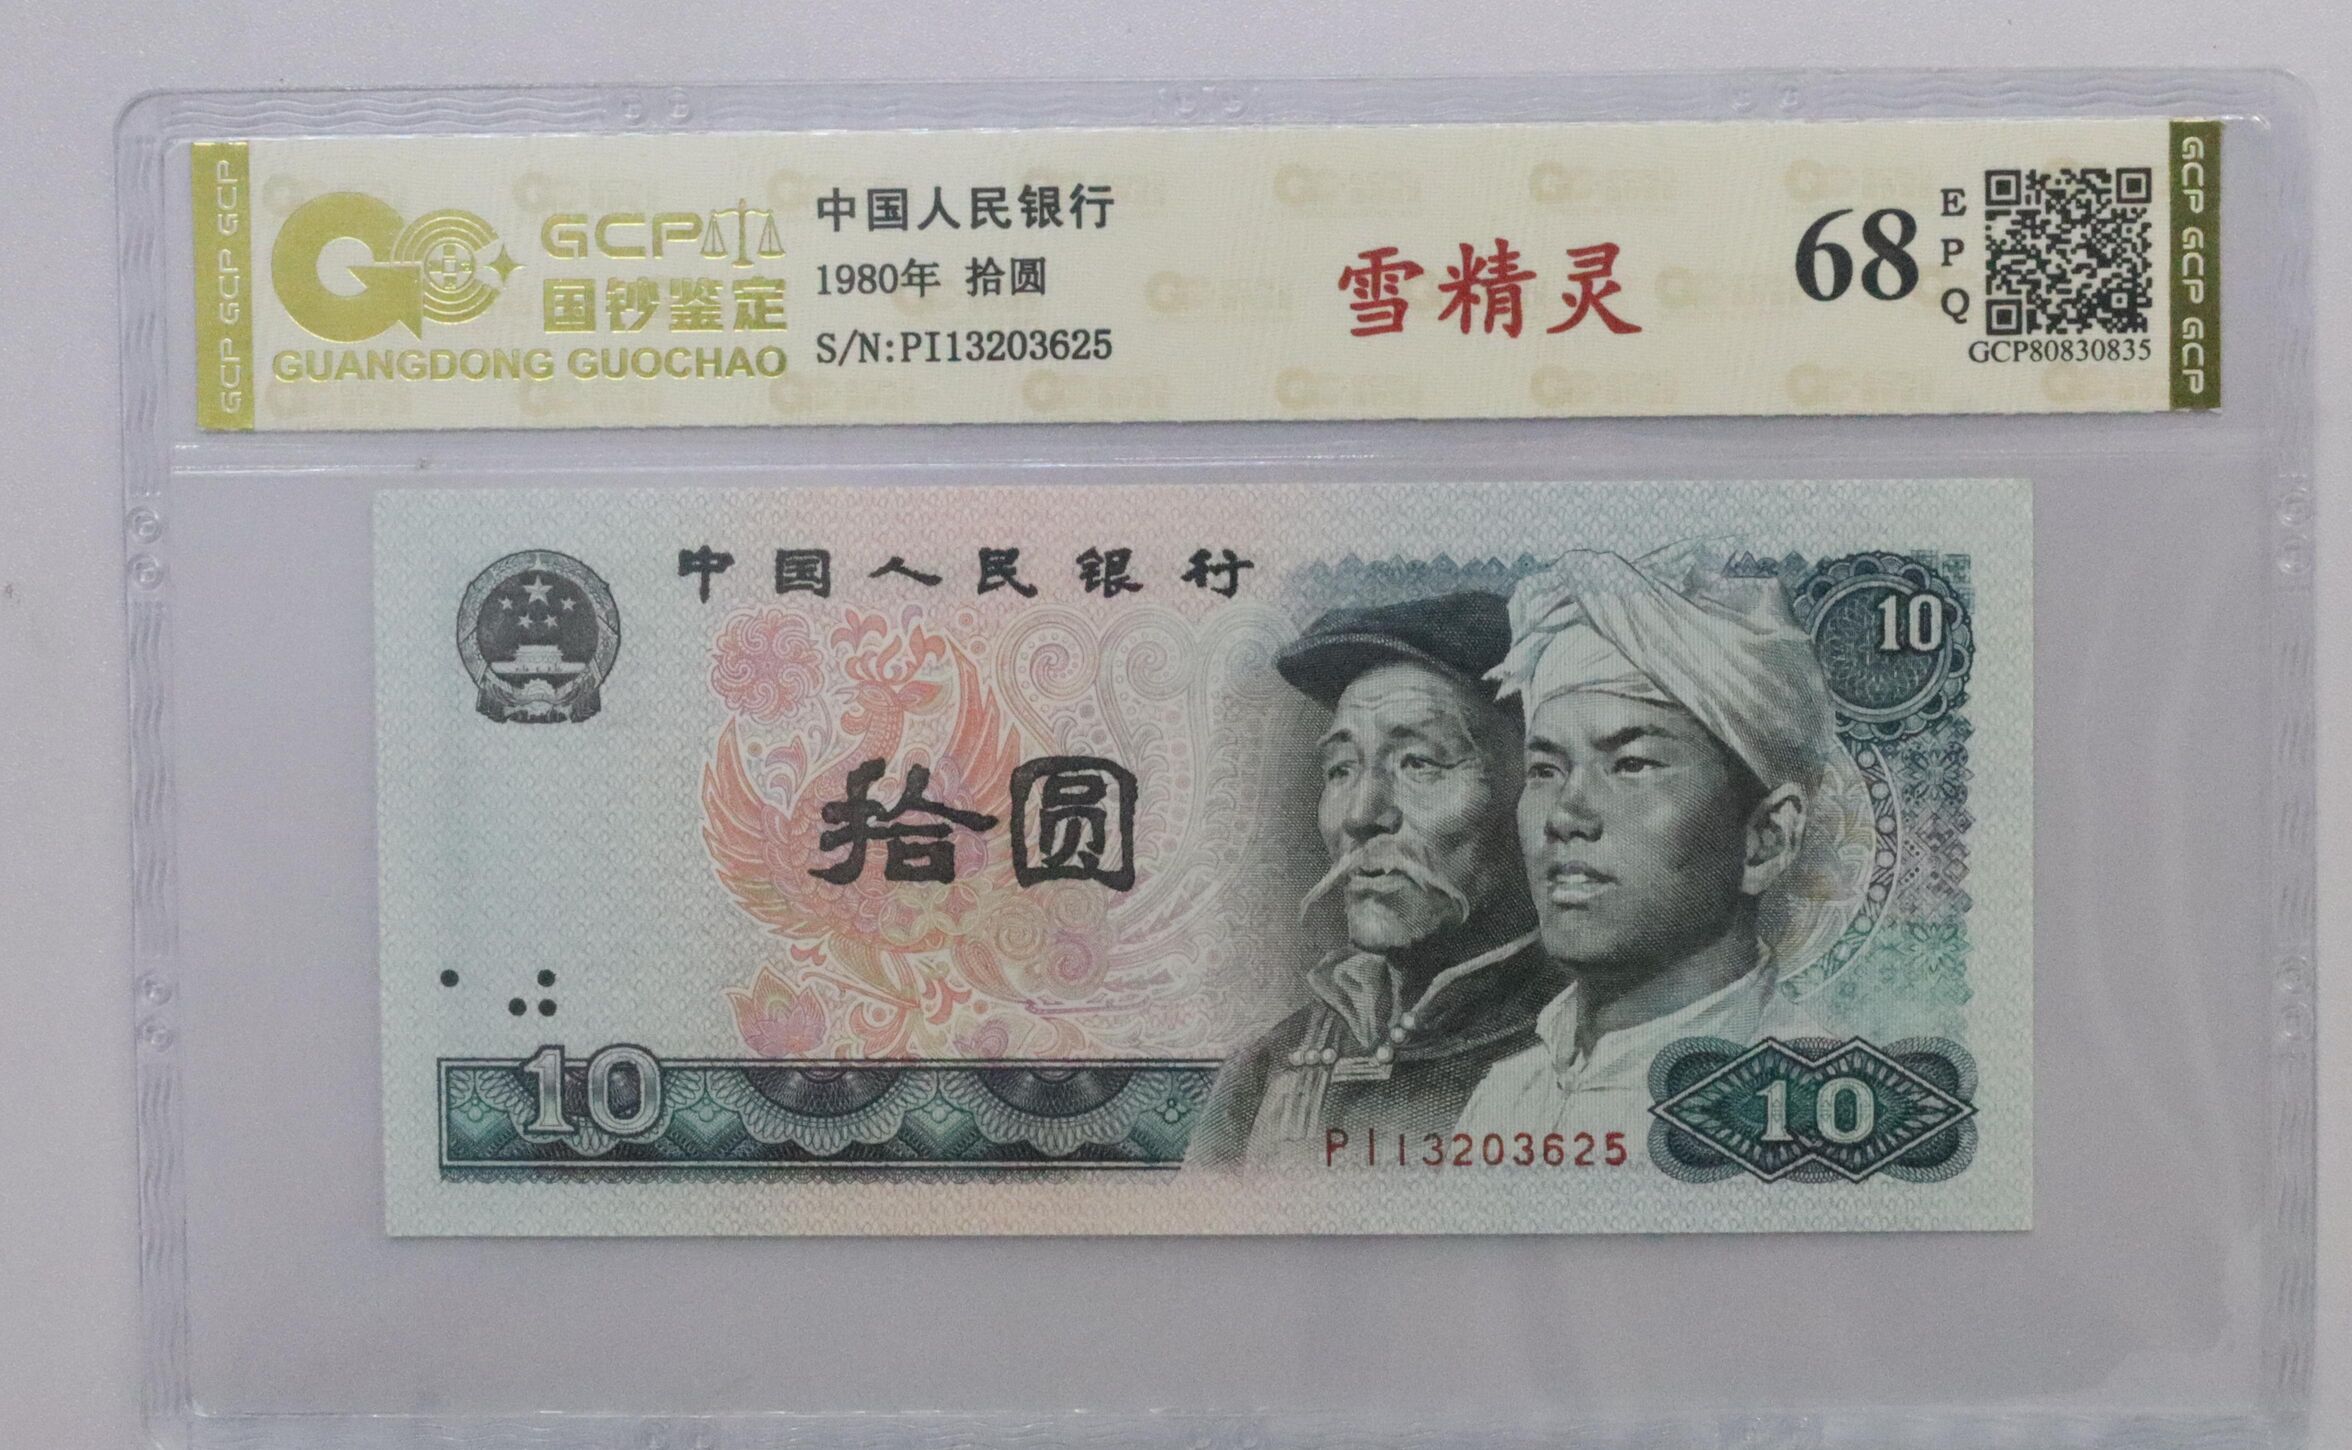 GCP GCP GCP
GCP
国钞鉴定
GUANGDONG GUOCHAO
中国人民银行
1980年 拾圆
S/N:PI13203625
雪精灵
68
EPQ
GCP80830835
GCP GCP GCP
中国人民银行
10
拾圆
10
PI13203625
10